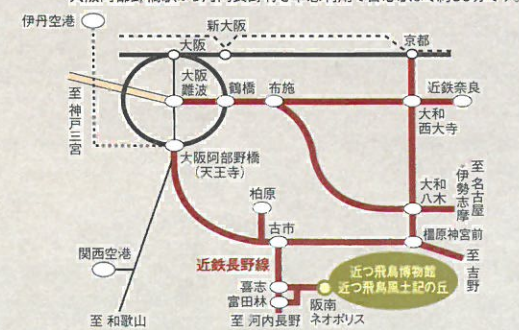 伊丹空港
新大阪
大阪
京都
大阪
難波
鶴橋
布施
近鉄奈良
大和
西大寺
至神戸三宮
大阪阿部野橋
(天王寺)
柏原
大和
八木
至名古屋
伊勢志摩
古市
橿原神宮前
至吉野
関西空港
近鉄長野線
近つ飛鳥博物館
近つ飛鳥風土記の丘
喜志
富田林
阪南
ネオポリス
至 和歌山
至 河内長野